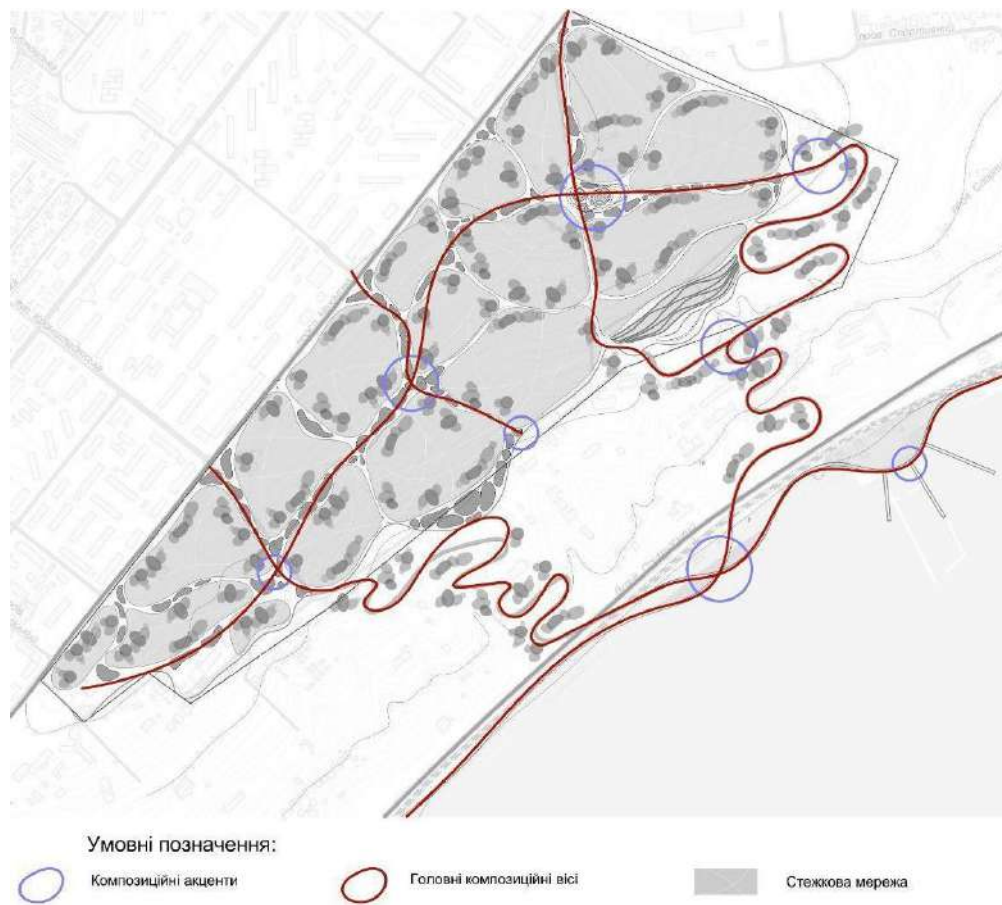 Умовні позначення:
Композиційні акценти
Головні композиційні вісі
Стежкова мережа